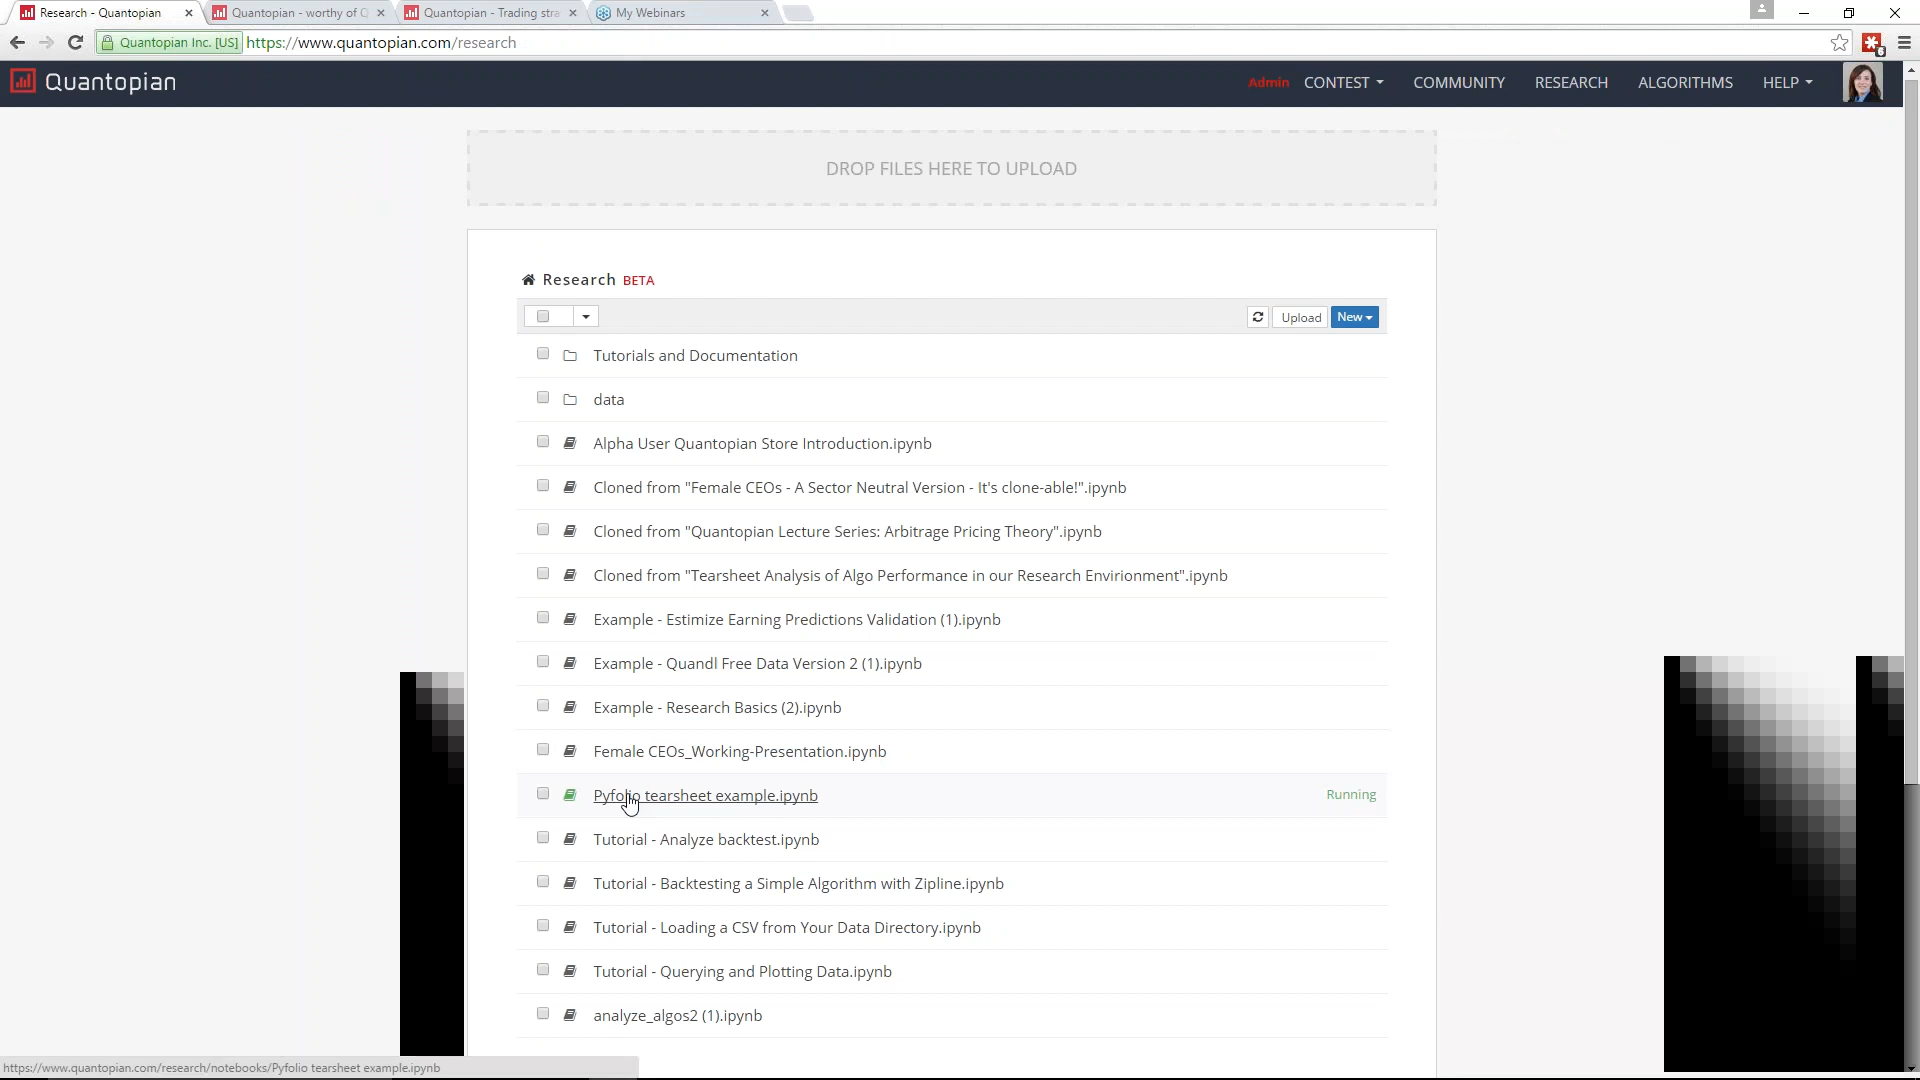 Research - Quantopian
Quantopian - worthy of Q
Quantopian - Trading stra
My Webinars
Quantopian Inc. [US] https://www.quantopian.com/research
Quantopian
Admin CONTEST COMMUNITY RESEARCH ALGORITHMS HELP
DROP FILES HERE TO UPLOAD
Research BETA
Upload New
Tutorials and Documentation
data
Alpha User Quantopian Store Introduction.ipynb
Cloned from "Female CEOs - A Sector Neutral Version - It's clone-able!".ipynb
Cloned from "Quantopian Lecture Series: Arbitrage Pricing Theory".ipynb
Cloned from "Tearsheet Analysis of Algo Performance in our Research Envirionment".ipynb
Example - Estimize Earning Predictions Validation (1).ipynb
Example - Quandl Free Data Version 2 (1).ipynb
Example - Research Basics (2).ipynb
Female CEOs_Working-Presentation.ipynb
Pyfolio tearsheet example.ipynb Running
Tutorial - Analyze backtest.ipynb
Tutorial - Backtesting a Simple Algorithm with Zipline.ipynb
Tutorial - Loading a CSV from Your Data Directory.ipynb
Tutorial - Querying and Plotting Data.ipynb
analyze_algos2 (1).ipynb
https://www.quantopian.com/research/notebooks/Pyfolio tearsheet example.ipynb